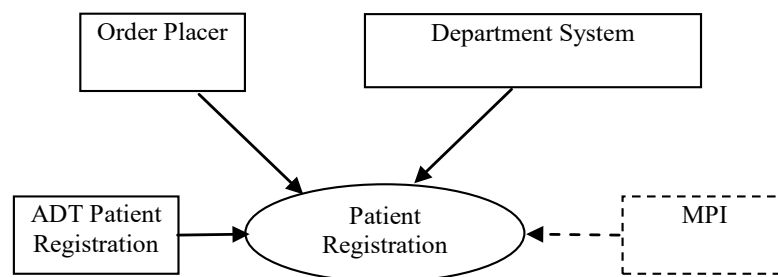 Order Placer
Department System
ADT Patient
Registration
Patient
Registration
MPI